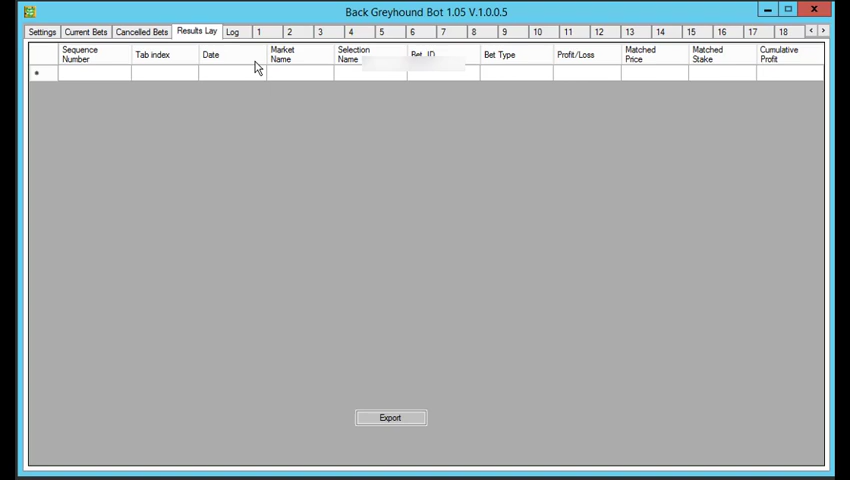 Back Greyhound Bot 1.05 V.1.0.0.5
Settings Current Bets Cancelled Bets Results Lay Log 1 2 3 4 5 6 7 8 9 10 11 12 13 14 15 16 17 18
Sequence Number Tab index Date Market Name Selection Name Bet_ID Bet Type Profit/Loss Matched Price Matched Stake Cumulative Profit
Export